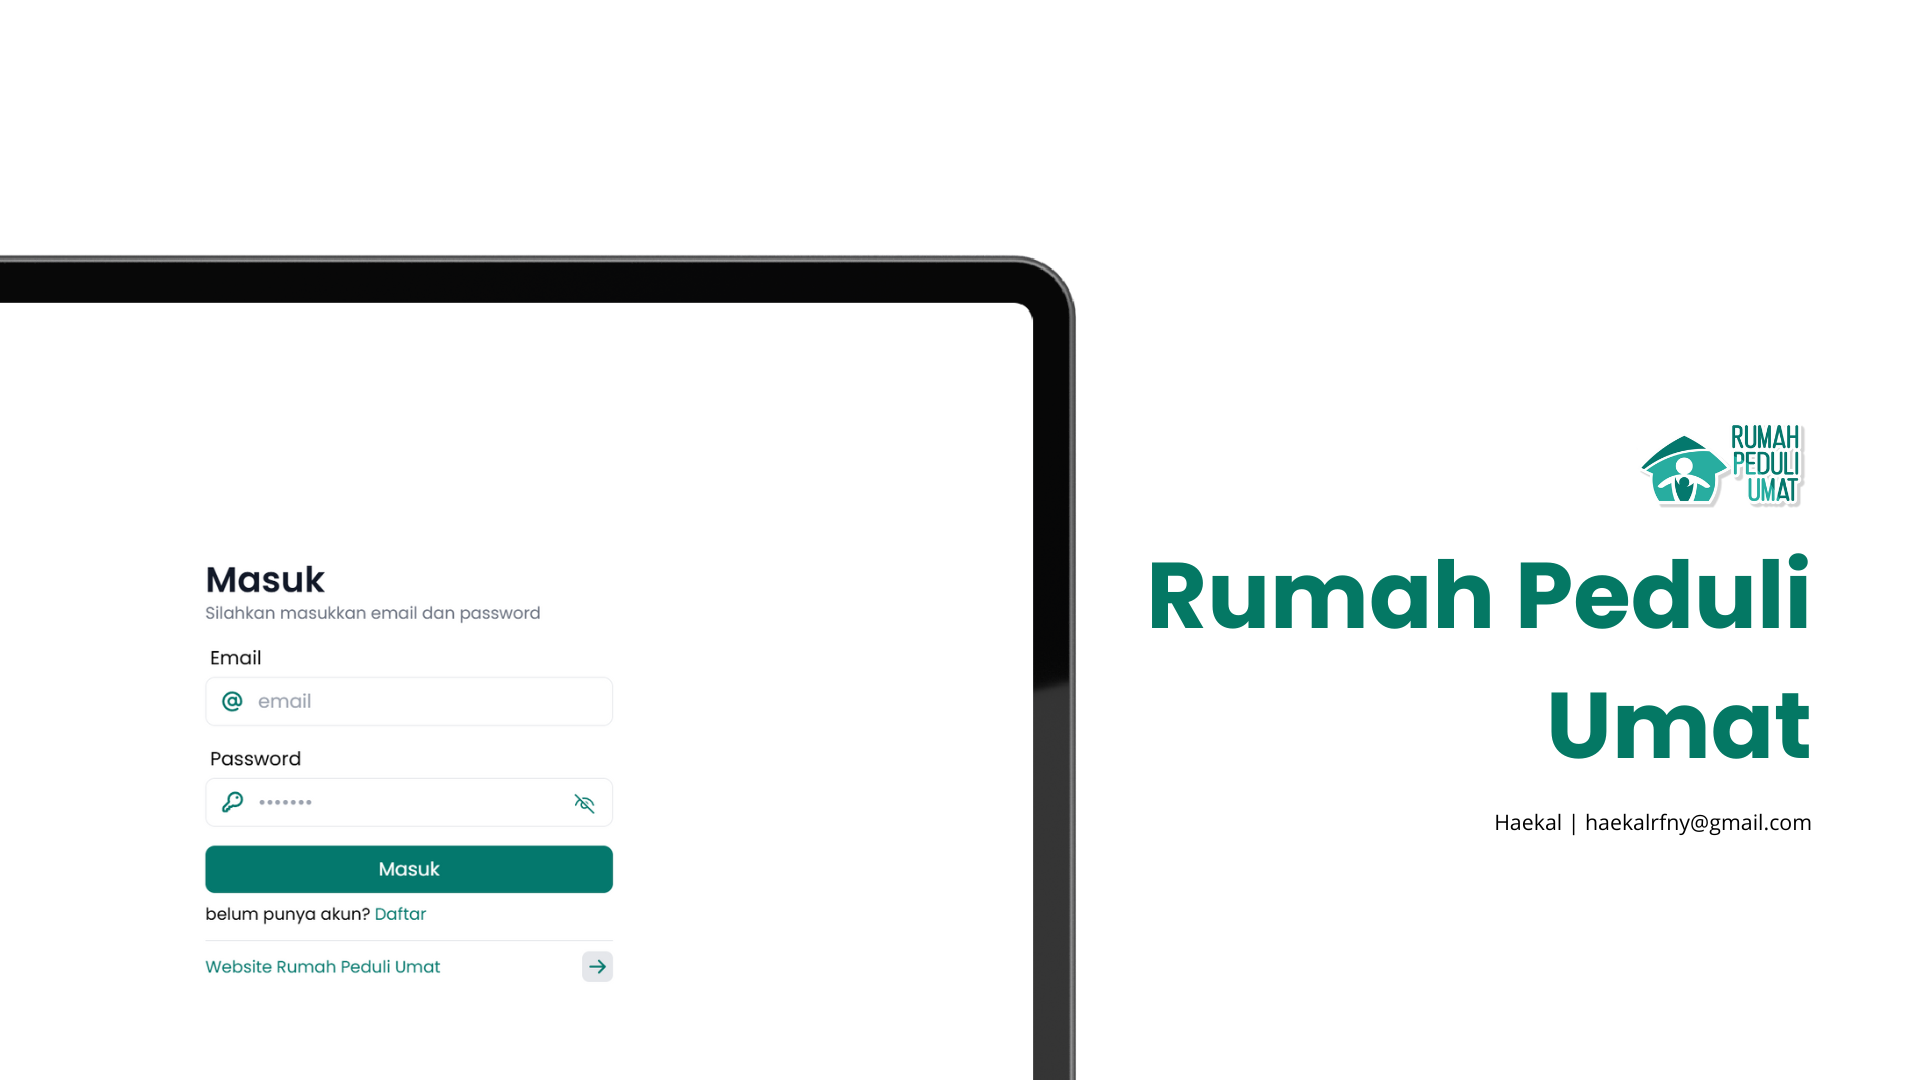 Masuk
Silahkan masukkan email dan password
Email
email
Password
•••••••
Masuk
belum punya akun? Daftar
Website Rumah Peduli Umat
RUMAH
PEDULI
UMAT
Rumah Peduli
Umat
Haekal | haekalrfny@gmail.com